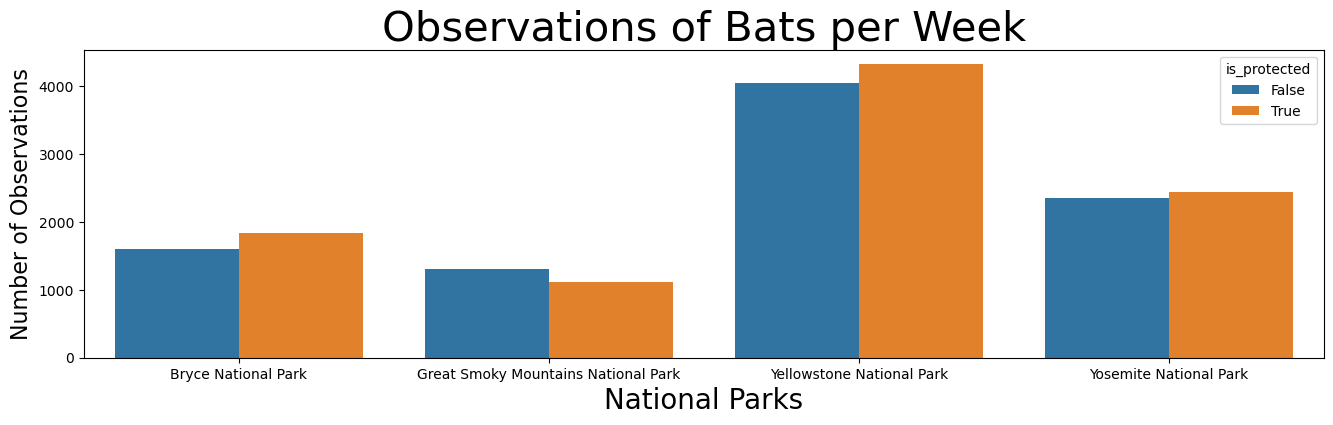 Observations of Bats per Week
Number of Observations
4000
3000
2000
1000
0
is_protected
False
True
Bryce National Park
Great Smoky Mountains National Park
Yellowstone National Park
Yosemite National Park
National Parks